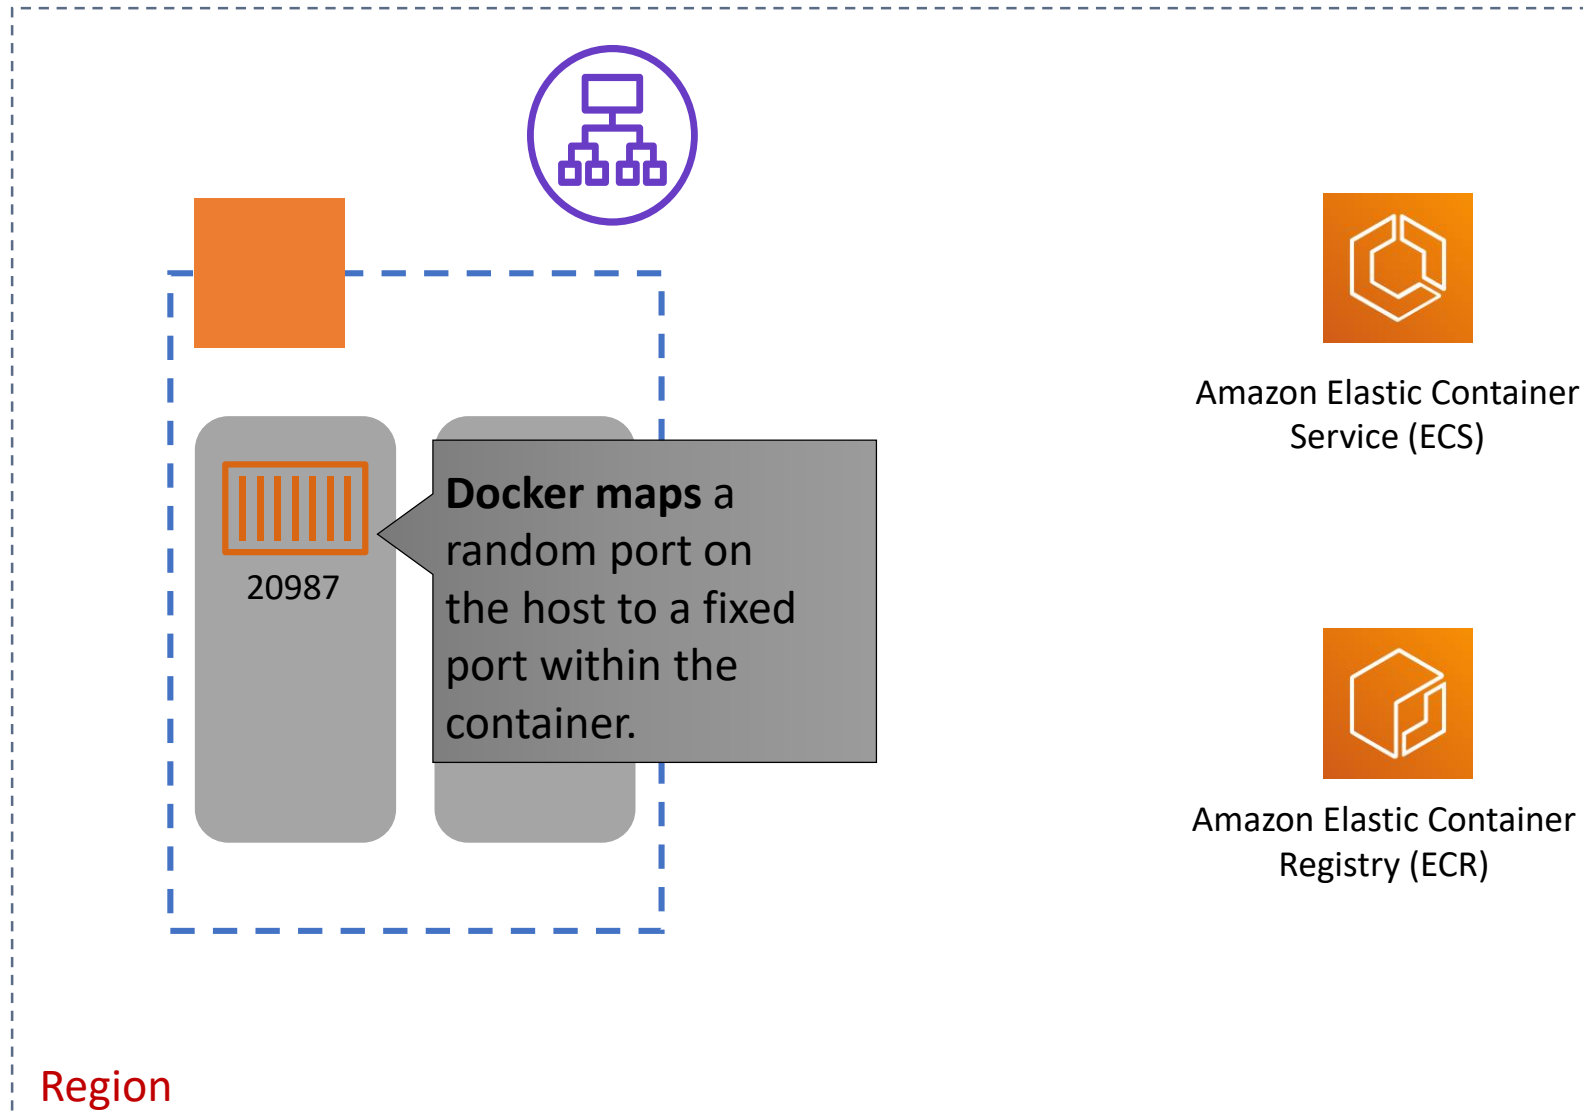 20987
Docker maps a
random port on
the host to a fixed
port within the
container.
Amazon Elastic Container
Service (ECS)
Amazon Elastic Container
Registry (ECR)
Region